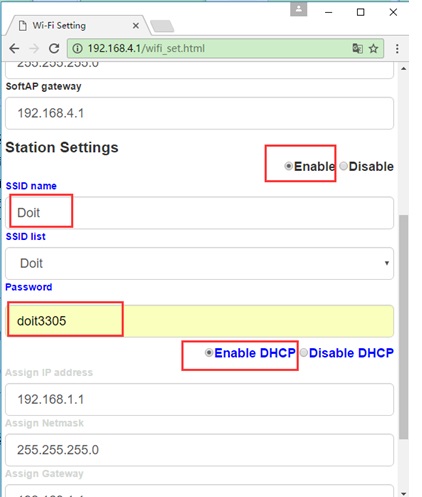 Wi-Fi Setting
192.168.4.1/wifi_set.html
255.255.255.0
SoftAP gateway
192.168.4.1
Station Settings
Enable Disable
SSID name
Doit
SSID list
Doit
Password
doit3305
Enable DHCP Disable DHCP
Assign IP address
192.168.1.1
Assign Netmask
255.255.255.0
Assign Gateway